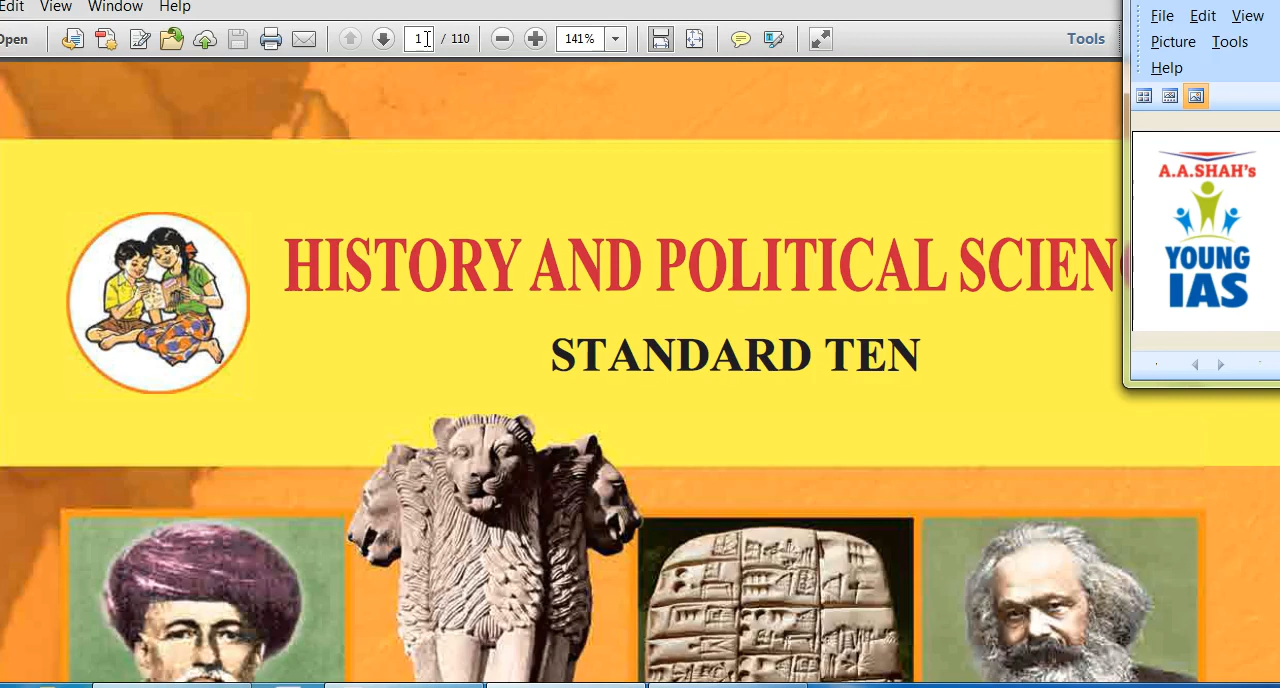 Edit View Window Help
Open 1 / 110 141% Tools
File Edit View
Picture Tools
Help
A.A.SHAH's
YOUNG
IAS
HISTORY AND POLITICAL SCIEN
STANDARD TEN